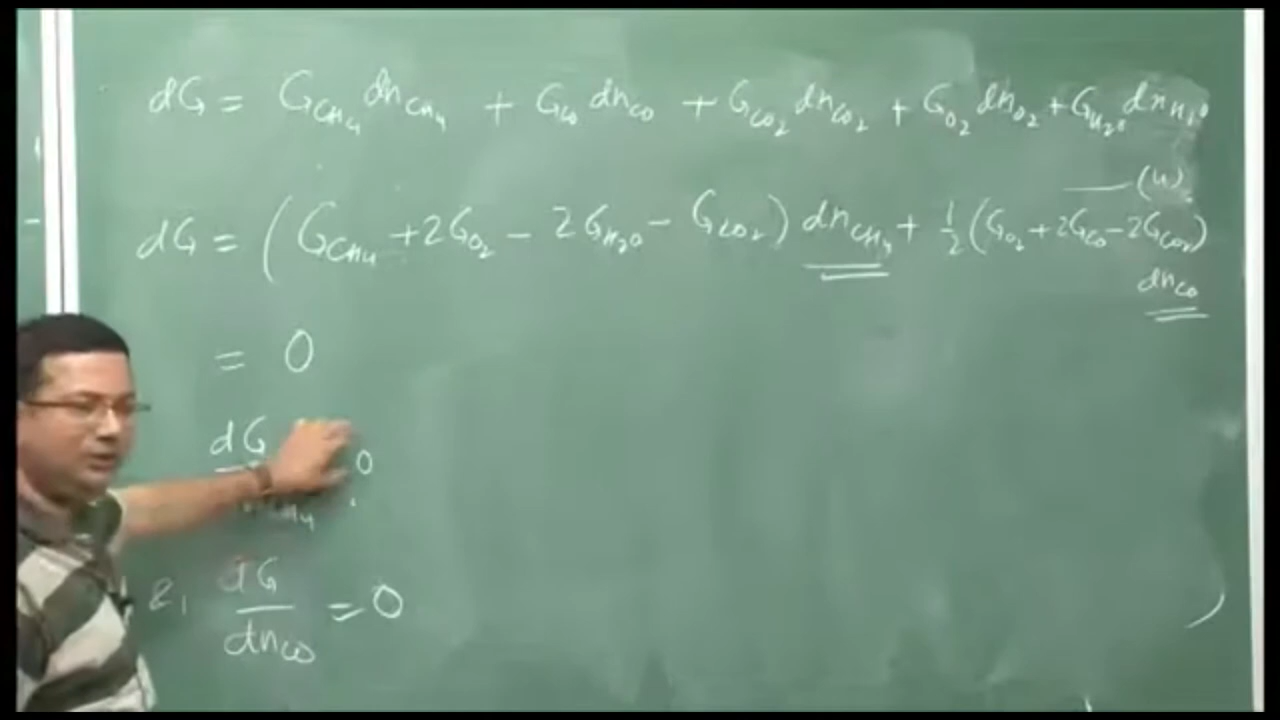 dG = G_CH₄ dn_CH₄ + G_CO dn_CO + G_CO₂ dn_CO₂ + G_O₂ dn_O₂ + G_H₂O dn_H₂O
—(4)
dG = (G_CH₄ + 2G_O₂ − 2G_H₂O − G_CO₂) dn_CH₄ + 1/2 (G_O₂ + 2G_CO − 2G_CO₂)
dn_CO
= 0
dG 0
&, dG/dn_CO = 0